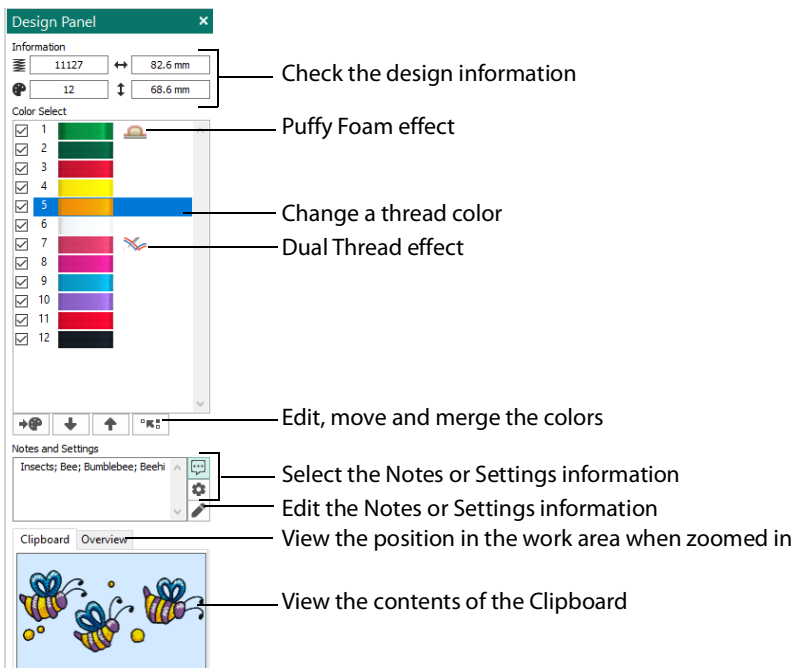 Design Panel ×
Information
11127 82.6 mm
Check the design information
12 68.6 mm
Color Select
1
Puffy Foam effect
2
3
4
5
Change a thread color
6
7
Dual Thread effect
8
9
10
11
12
Edit, move and merge the colors
Notes and Settings
Insects; Bee; Bumblebee; Beehi
Select the Notes or Settings information
Edit the Notes or Settings information
Clipboard Overview
View the position in the work area when zoomed in
View the contents of the Clipboard